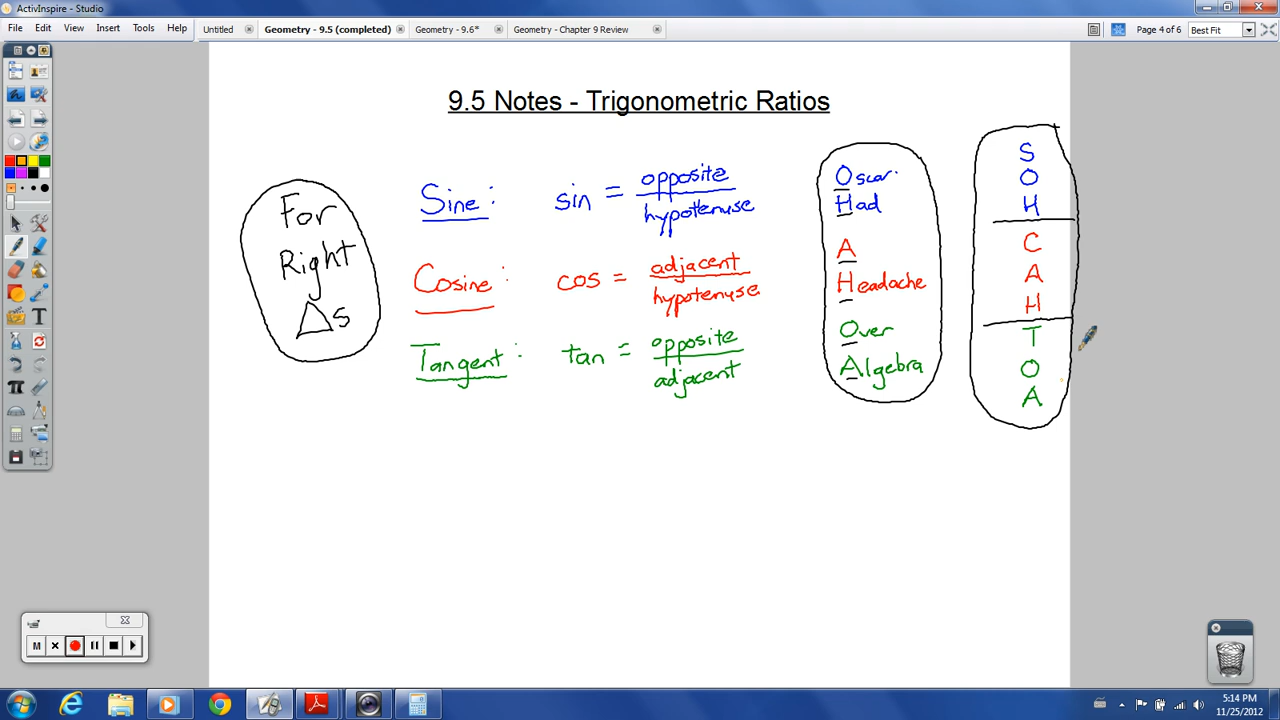 ActivInspire - Studio
File Edit View Insert Tools Help
Untitled
Geometry - 9.5 (completed)
Geometry - 9.6*
Geometry - Chapter 9 Review
Page 4 of 6
Best Fit
9.5 Notes - Trigonometric Ratios
For
Right
Δs
Sine: sin = opposite
hypotenuse
Cosine: cos = adjacent
hypotenuse
Tangent: tan = opposite
adjacent
Oscar
Had
A
Headache
Over
Algebra
S
O
H
C
A
H
T
O
A
M
5:14 PM
11/25/2012